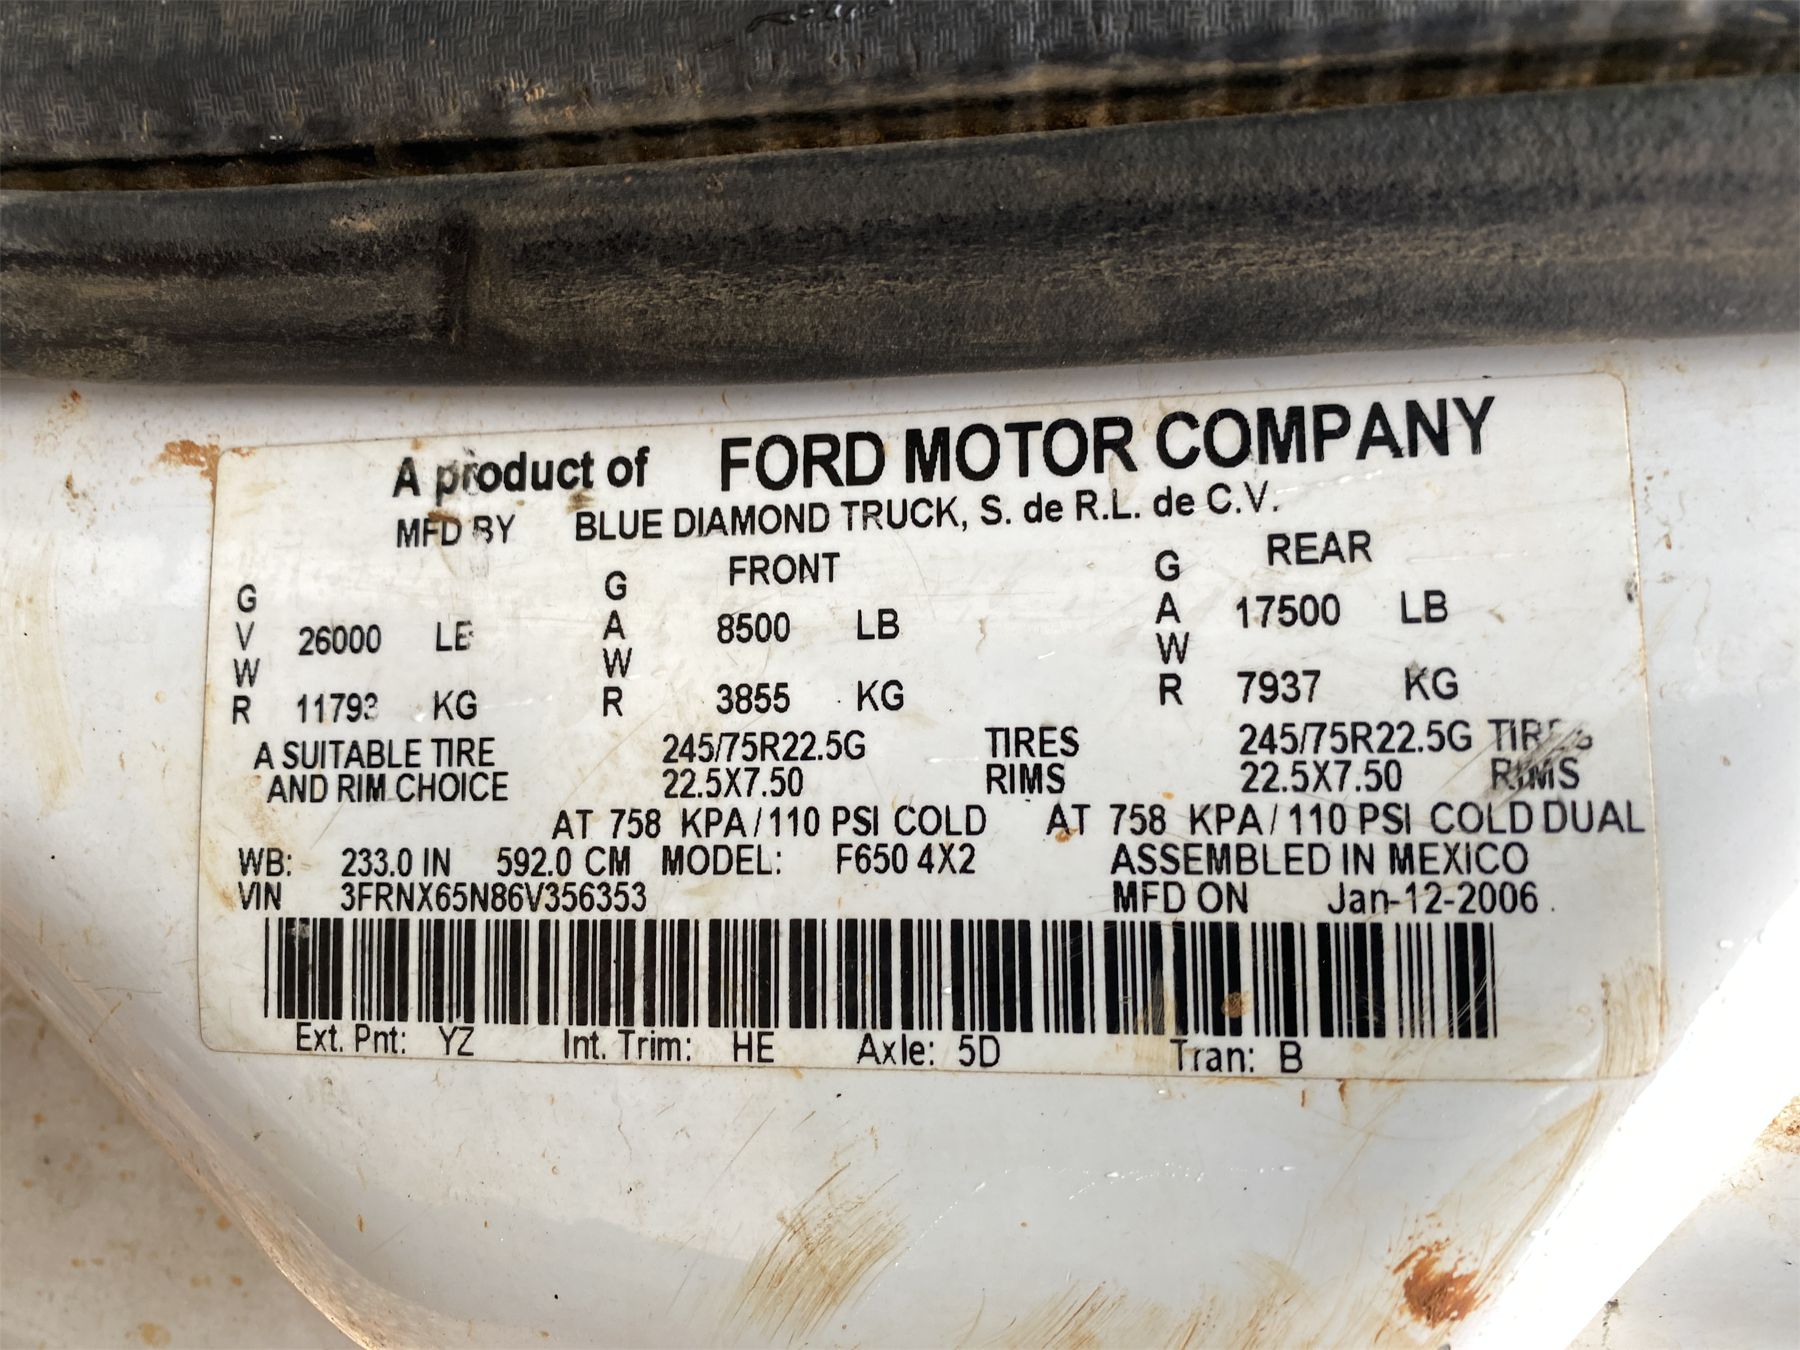 A product of FORD MOTOR COMPANY
MFD BY BLUE DIAMOND TRUCK, S. de R.L. de C.V.
FRONT REAR
GVWR 26000 LB GAWR 8500 LB GAWR 17500 LB
11793 KG 3855 KG 7937 KG
A SUITABLE TIRE 245/75R22.5G TIRES 245/75R22.5G TIRES
AND RIM CHOICE 22.5X7.50 RIMS 22.5X7.50 RIMS
AT 758 KPA/110 PSI COLD AT 758 KPA/110 PSI COLD DUAL
WB: 233.0 IN 592.0 CM MODEL: F650 4X2 ASSEMBLED IN MEXICO
VIN 3FRNX65N86V356353 MFD ON Jan-12-2006
Ext. Pnt: YZ Int. Trim: HE Axle: 5D Tran: B